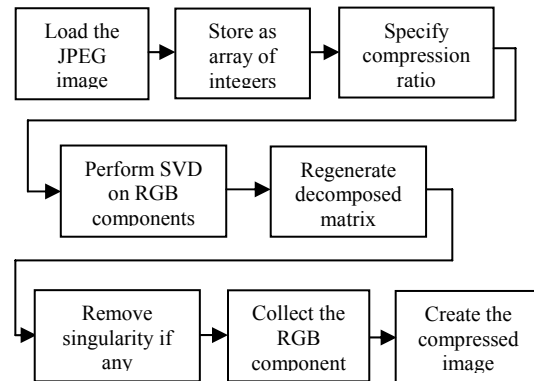 Load the
JPEG
image
Store as
array of
integers
Specify
compression
ratio
Perform SVD
on RGB
components
Regenerate
decomposed
matrix
Remove
singularity if
any
Collect the
RGB
component
Create the
compressed
image